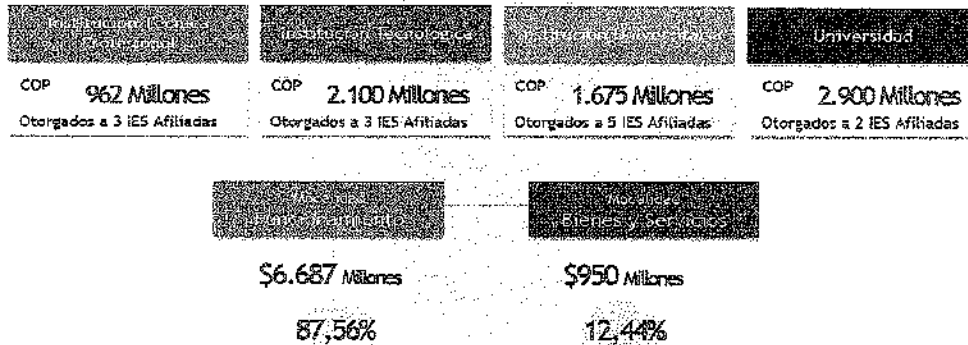 Institución Técnica
Profesional
Institución Tecnológica
Institución Universitaria
Universidad
COP 962 Millones
Otorgados a 3 IES Afiliadas
COP 2.100 Millones
Otorgados a 3 IES Afiliadas
COP 1.675 Millones
Otorgados a 5 IES Afiliadas
COP 2.900 Millones
Otorgados a 2 IES Afiliadas
Modalidad
Funcionamiento
Modalidad
Bienes y Servicios
$6.687 Millones
$950 Millones
87,56%
12,44%